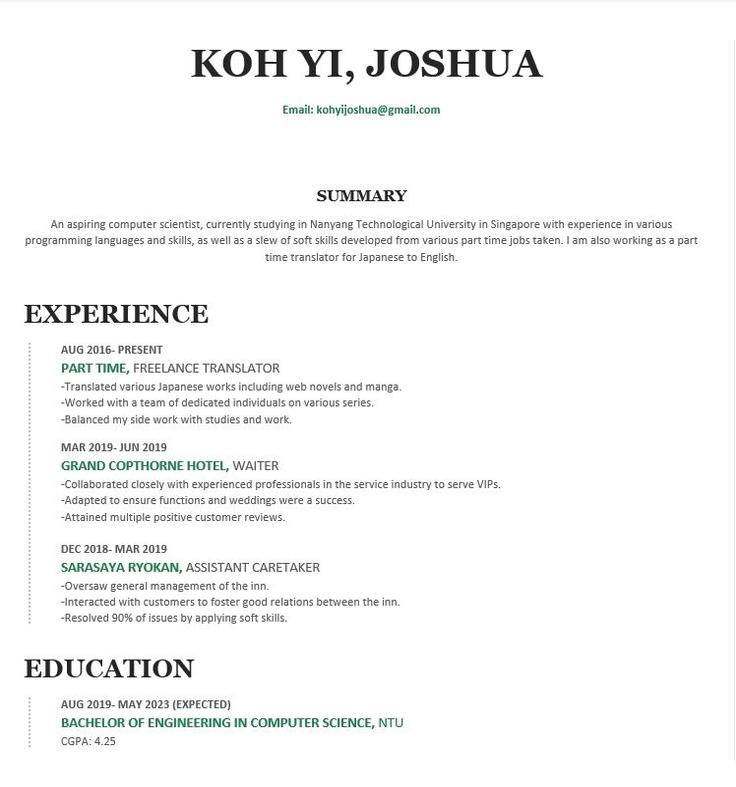 KOH YI, JOSHUA
Email: kohyijoshua@gmail.com
SUMMARY
An aspiring computer scientist, currently studying in Nanyang Technological University in Singapore with experience in various
programming languages and skills, as well as a slew of soft skills developed from various part time jobs taken. I am also working as a part
time translator for Japanese to English.
EXPERIENCE
AUG 2016- PRESENT
PART TIME, FREELANCE TRANSLATOR
-Translated various Japanese works including web novels and manga.
-Worked with a team of dedicated individuals on various series.
-Balanced my side work with studies and work.
MAR 2019- JUN 2019
GRAND COPTHORNE HOTEL, WAITER
-Collaborated closely with experienced professionals in the service industry to serve VIPs.
-Adapted to ensure functions and weddings were a success.
-Attained multiple positive customer reviews.
DEC 2018- MAR 2019
SARASAYA RYOKAN, ASSISTANT CARETAKER
-Oversaw general management of the inn.
-Interacted with customers to foster good relations between the inn.
-Resolved 90% of issues by applying soft skills.
EDUCATION
AUG 2019- MAY 2023 (EXPECTED)
BACHELOR OF ENGINEERING IN COMPUTER SCIENCE, NTU
CGPA: 4.25